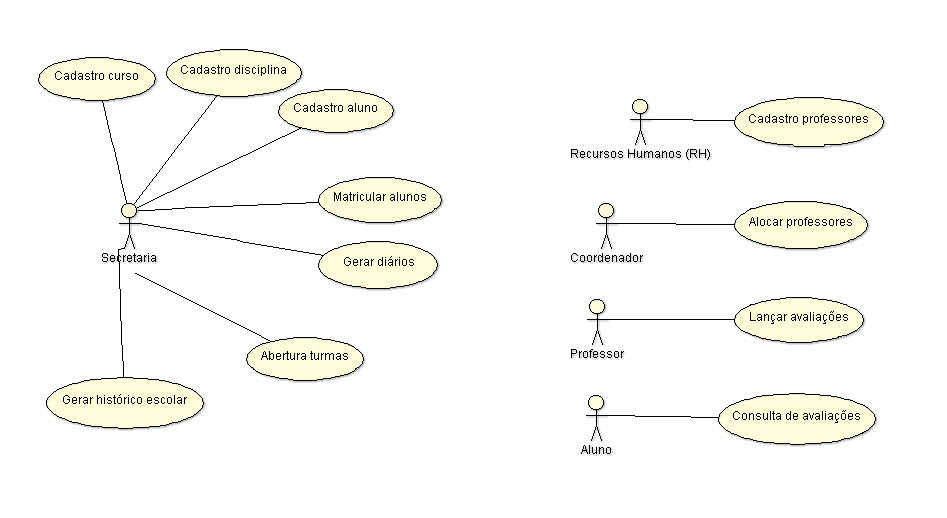 Cadastro curso
Cadastro disciplina
Cadastro aluno
Matricular alunos
Secretaria
Gerar diários
Abertura turmas
Gerar histórico escolar
Cadastro professores
Recursos Humanos (RH)
Alocar professores
Coordenador
Lançar avaliações
Professor
Consulta de avaliações
Aluno